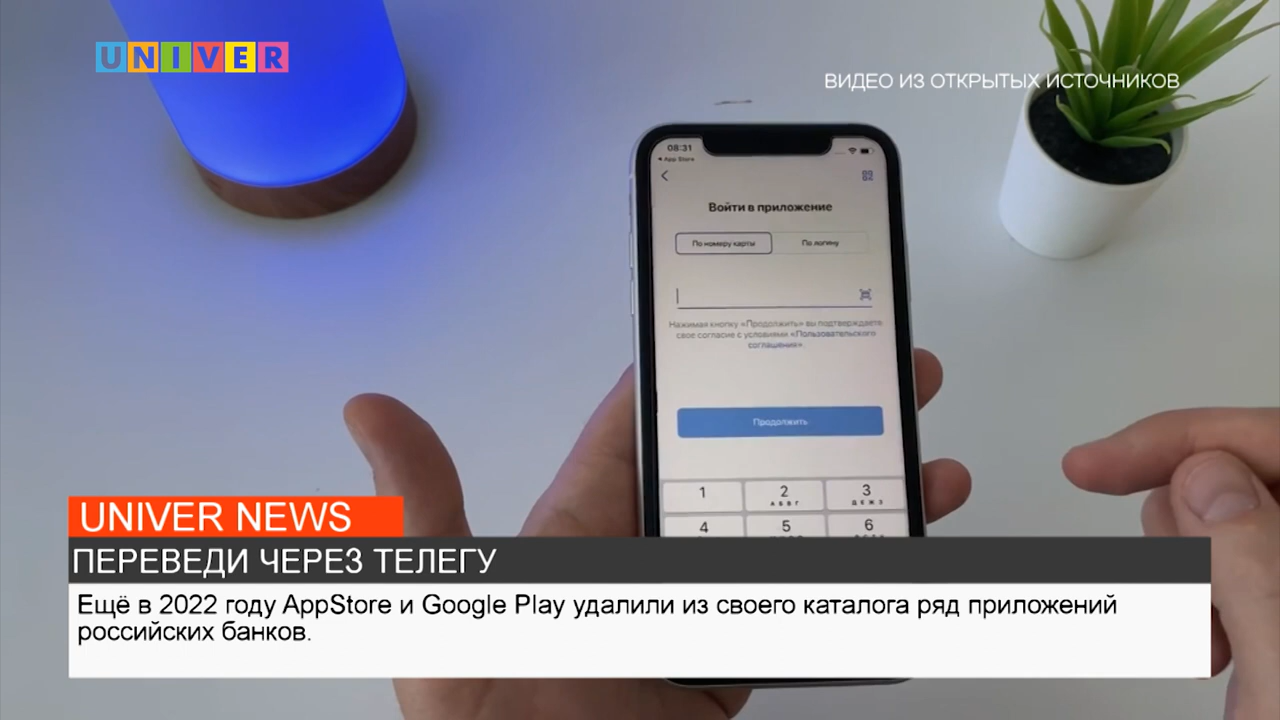 UNIVER
ВИДЕО ИЗ ОТКРЫТЫХ ИСТОЧНИКОВ
08:31
App Store
Войти в приложение
По номеру карты По логину
Нажимая кнопку «Продолжить» вы подтверждаете
свое согласие с условиями «Пользовательского
соглашения».
Продолжить
1 2 3
А Б В Г Д Е Ж З
4 5 6
UNIVER NEWS
ПЕРЕВЕДИ ЧЕРЕЗ ТЕЛЕГУ
Ещё в 2022 году AppStore и Google Play удалили из своего каталога ряд приложений
российских банков.